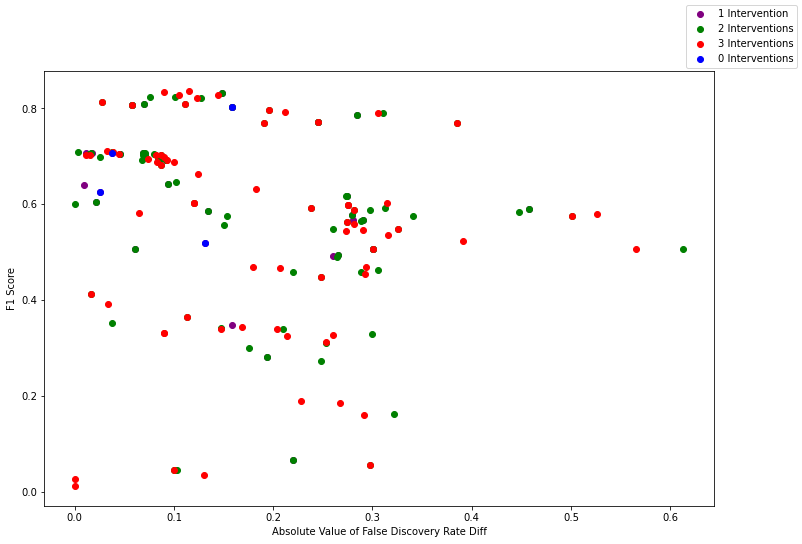 1 Intervention
2 Interventions
3 Interventions
0 Interventions
0.8
0.6
0.4
0.2
0.0
F1 Score
0.0 0.1 0.2 0.3 0.4 0.5 0.6
Absolute Value of False Discovery Rate Diff